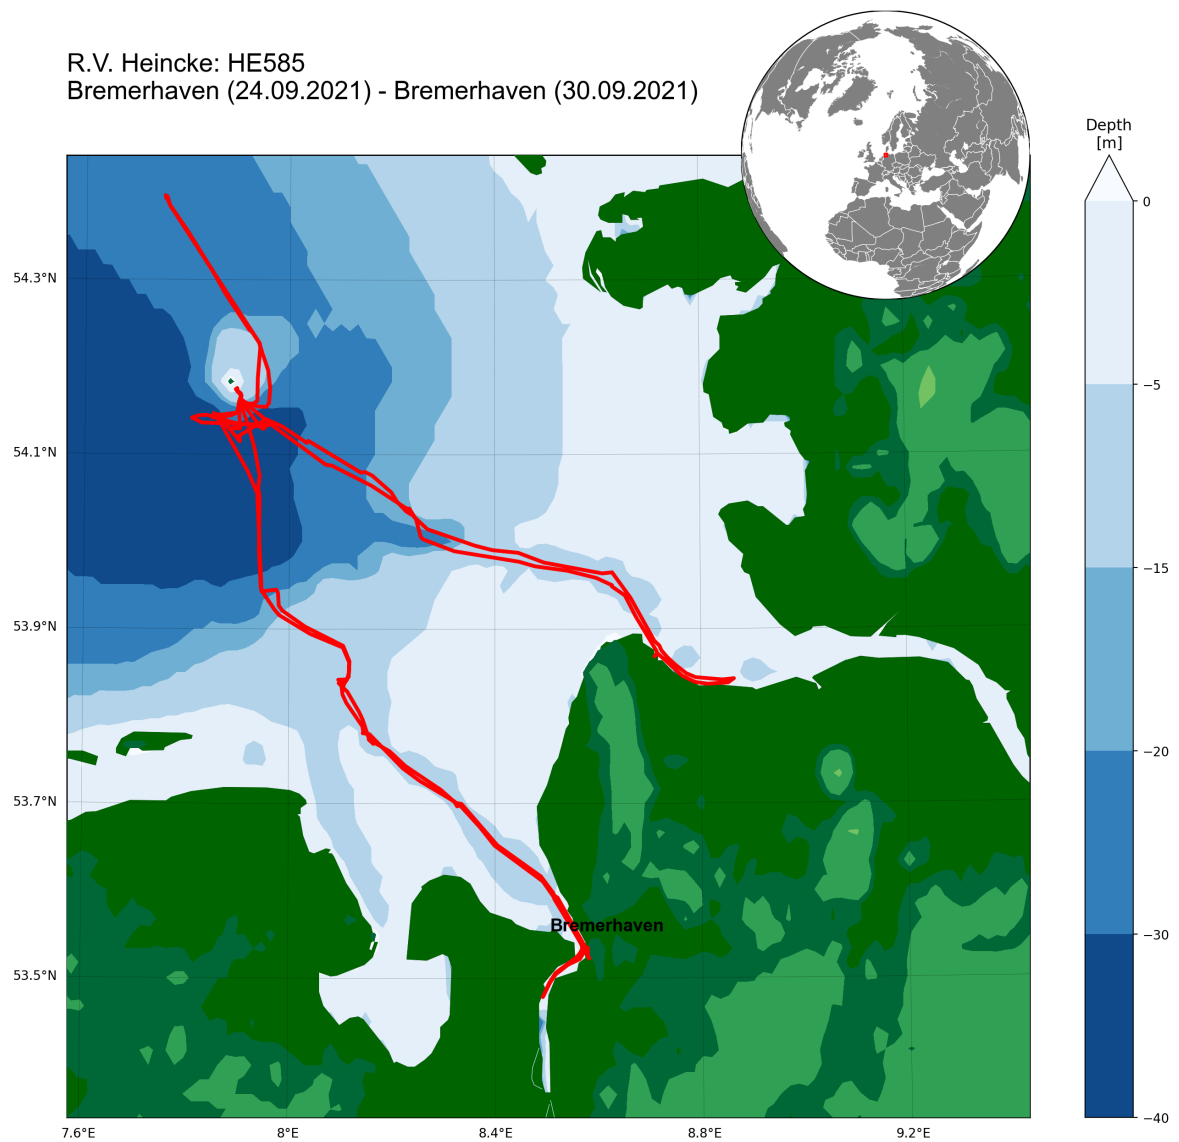 R.V. Heincke: HE585
Bremerhaven (24.09.2021) - Bremerhaven (30.09.2021)
Depth
[m]
0
−5
−15
−20
−30
−40
54.3°N
54.1°N
53.9°N
53.7°N
53.5°N
Bremerhaven
7.6°E
8°E
8.4°E
8.8°E
9.2°E